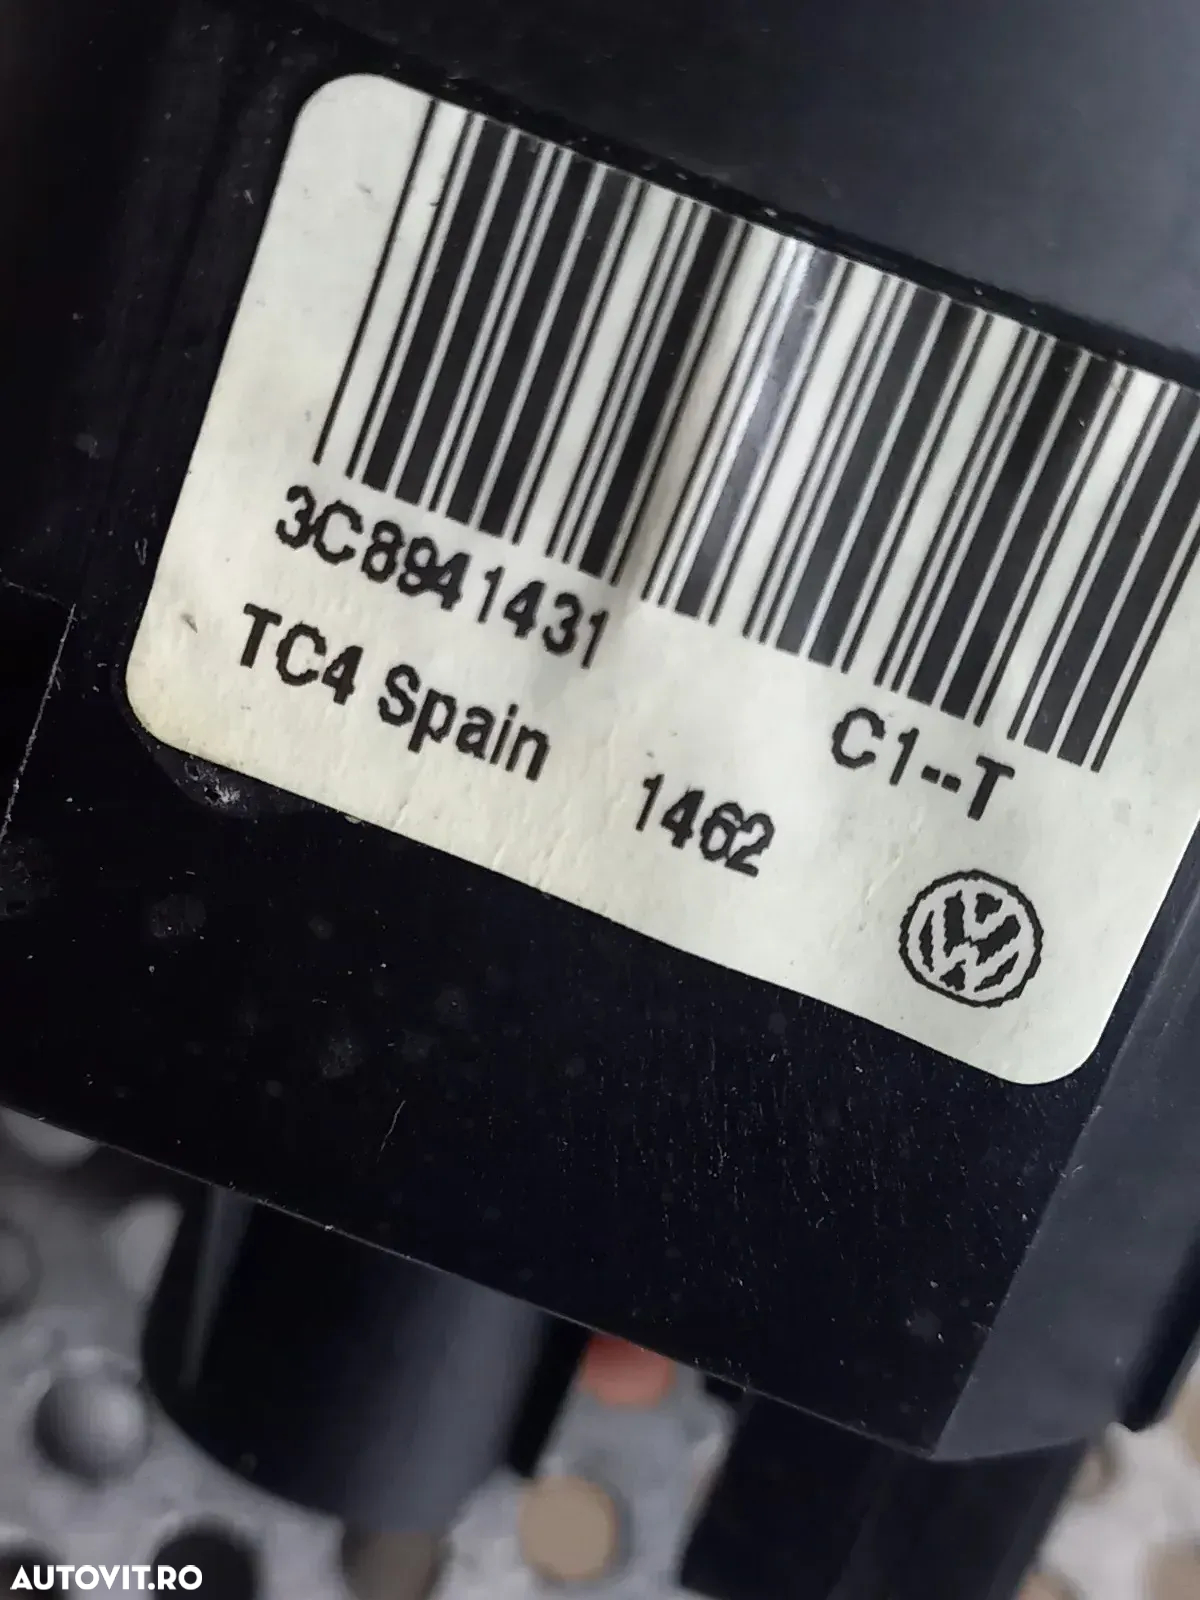 3C8941431 C1--T
TC4 Spain 1462
AUTOVIT.RO